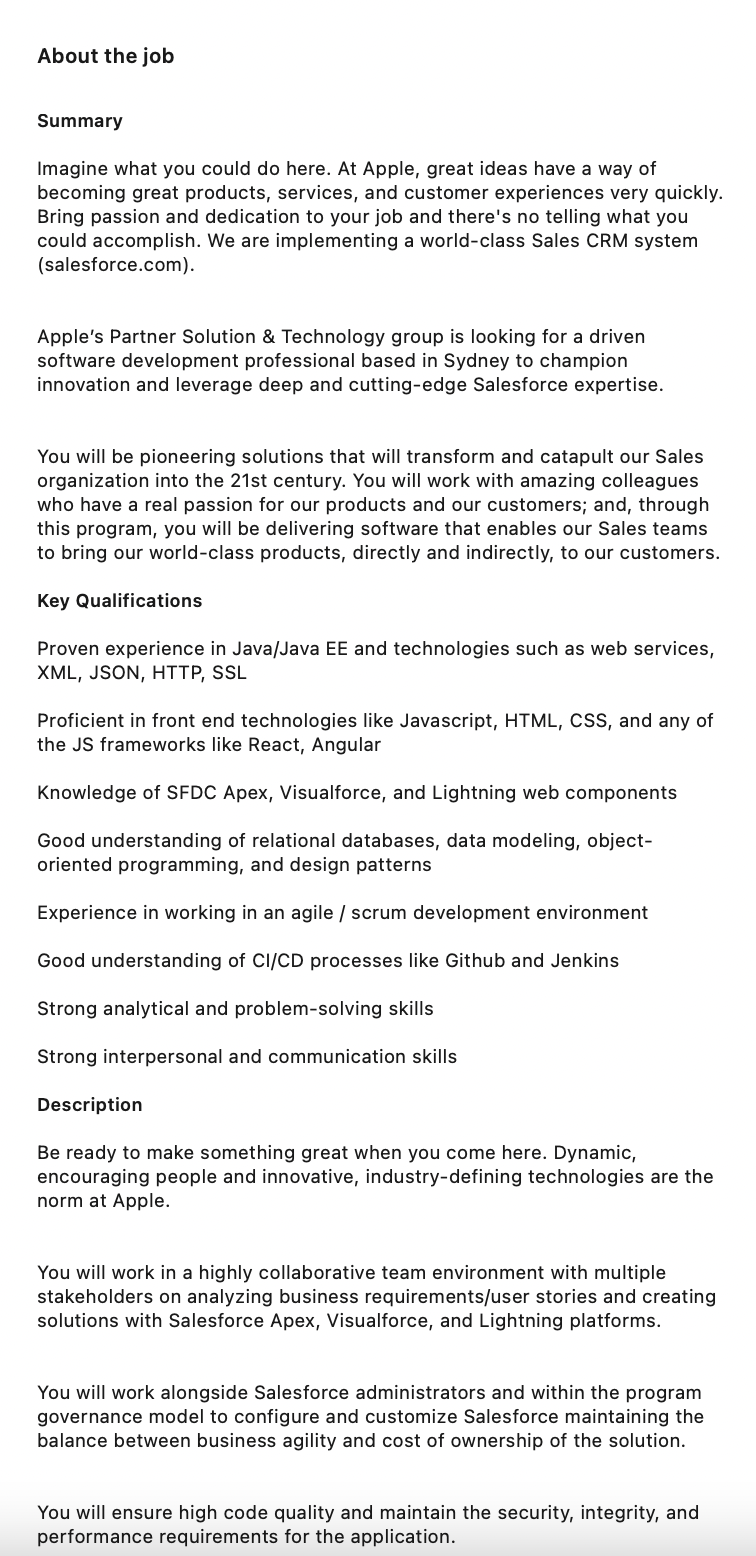 About the job
Summary
Imagine what you could do here. At Apple, great ideas have a way of
becoming great products, services, and customer experiences very quickly.
Bring passion and dedication to your job and there's no telling what you
could accomplish. We are implementing a world-class Sales CRM system
(salesforce.com).
Apple’s Partner Solution & Technology group is looking for a driven
software development professional based in Sydney to champion
innovation and leverage deep and cutting-edge Salesforce expertise.
You will be pioneering solutions that will transform and catapult our Sales
organization into the 21st century. You will work with amazing colleagues
who have a real passion for our products and our customers; and, through
this program, you will be delivering software that enables our Sales teams
to bring our world-class products, directly and indirectly, to our customers.
Key Qualifications
Proven experience in Java/Java EE and technologies such as web services,
XML, JSON, HTTP, SSL
Proficient in front end technologies like Javascript, HTML, CSS, and any of
the JS frameworks like React, Angular
Knowledge of SFDC Apex, Visualforce, and Lightning web components
Good understanding of relational databases, data modeling, object-
oriented programming, and design patterns
Experience in working in an agile / scrum development environment
Good understanding of CI/CD processes like Github and Jenkins
Strong analytical and problem-solving skills
Strong interpersonal and communication skills
Description
Be ready to make something great when you come here. Dynamic,
encouraging people and innovative, industry-defining technologies are the
norm at Apple.
You will work in a highly collaborative team environment with multiple
stakeholders on analyzing business requirements/user stories and creating
solutions with Salesforce Apex, Visualforce, and Lightning platforms.
You will work alongside Salesforce administrators and within the program
governance model to configure and customize Salesforce maintaining the
balance between business agility and cost of ownership of the solution.
You will ensure high code quality and maintain the security, integrity, and
performance requirements for the application.